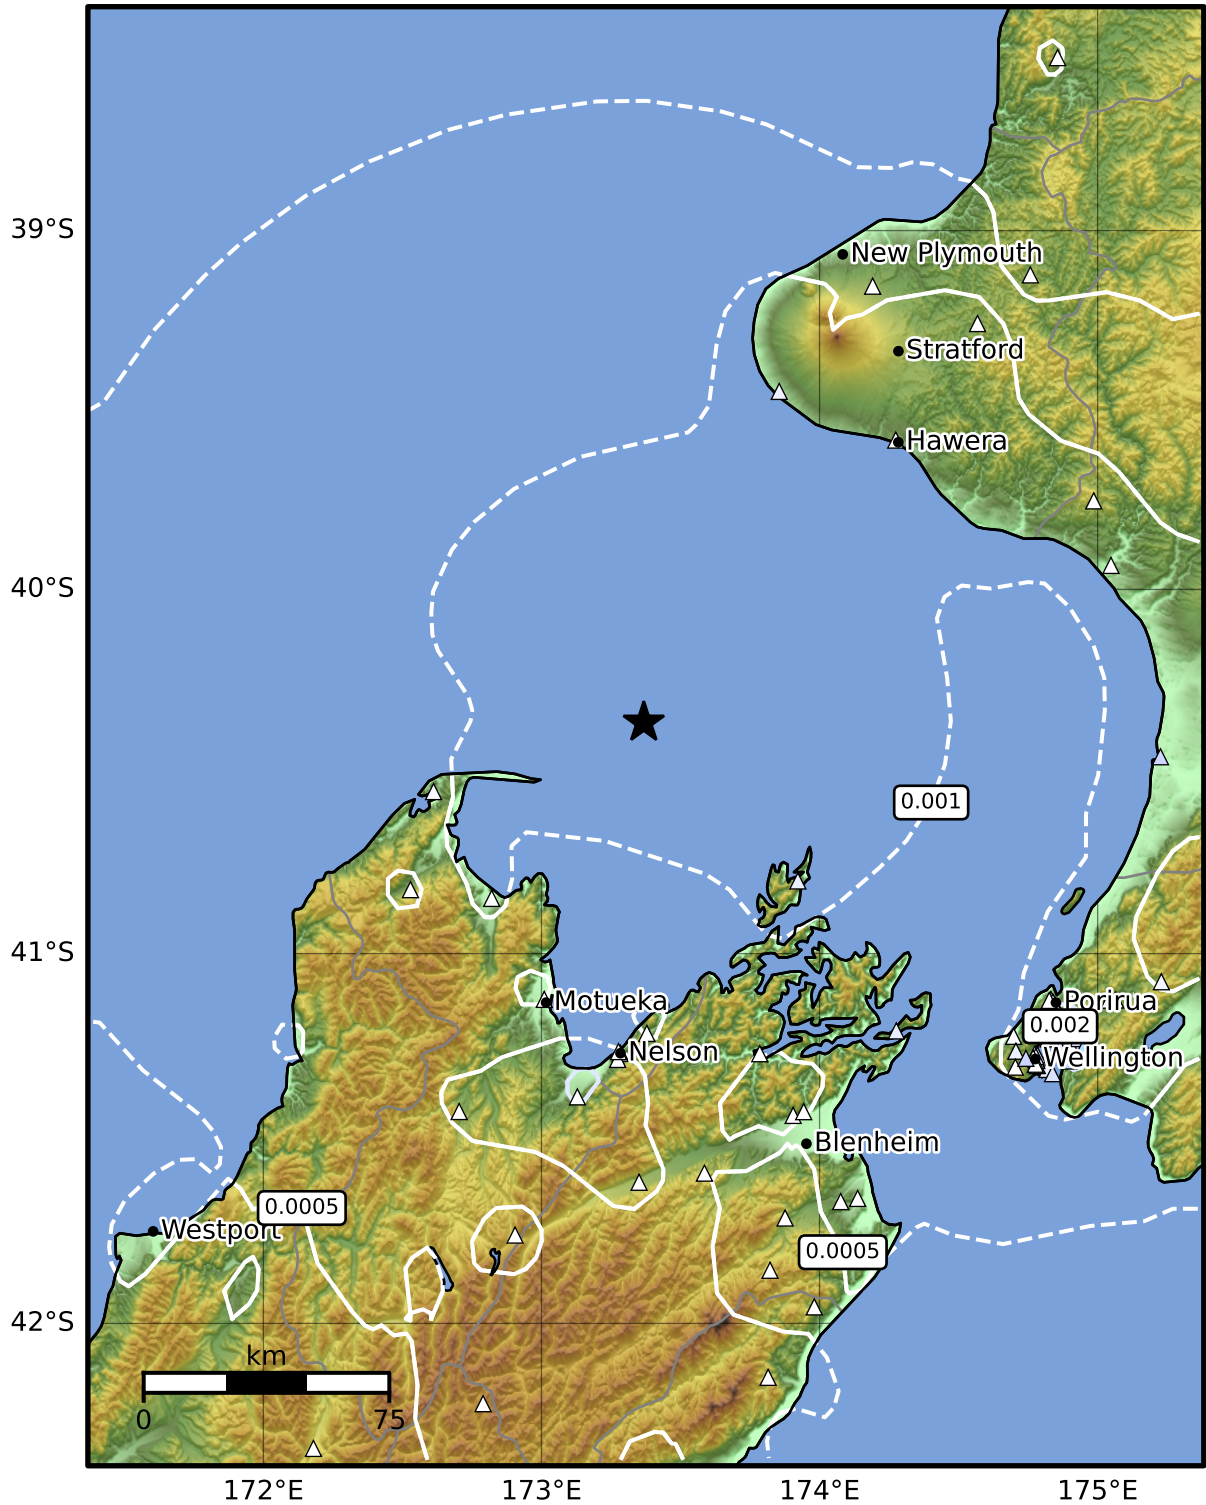 39°S
New Plymouth
Stratford
Hawera
40°S
0.001
41°S
Motueka
Porirua
0.002
Nelson
Wellington
Blenheim
0.0005
Westport
0.0005
42°S
km
0 75
172°E 173°E 174°E 175°E